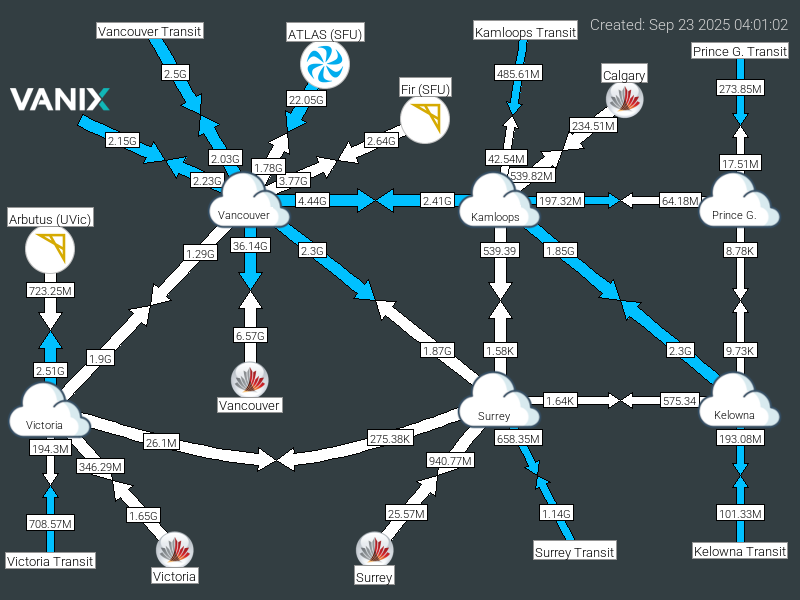 Created: Sep 23 2025 04:01:02
Vancouver Transit
ATLAS (SFU)
Kamloops Transit
Prince G. Transit
2.5G
485.61M
Calgary
273.85M
VANIX
22.05G
Fir (SFU)
2.15G
2.64G
234.51M
2.03G
1.78G
42.54M
17.51M
2.23G
3.77G
539.82M
4.44G
2.41G
197.32M
64.18M
Vancouver
Kamloops
Prince G.
Arbutus (UVic)
1.29G
36.14G
2.3G
539.39
1.85G
8.78K
723.25M
6.57G
1.9G
1.87G
1.58K
2.3G
9.73K
2.51G
Vancouver
1.64K
575.34
Victoria
Surrey
Kelowna
194.3M
26.1M
275.38K
658.35M
193.08M
346.29M
940.77M
708.57M
1.65G
25.57M
1.14G
101.33M
Victoria Transit
Victoria
Surrey
Surrey Transit
Kelowna Transit